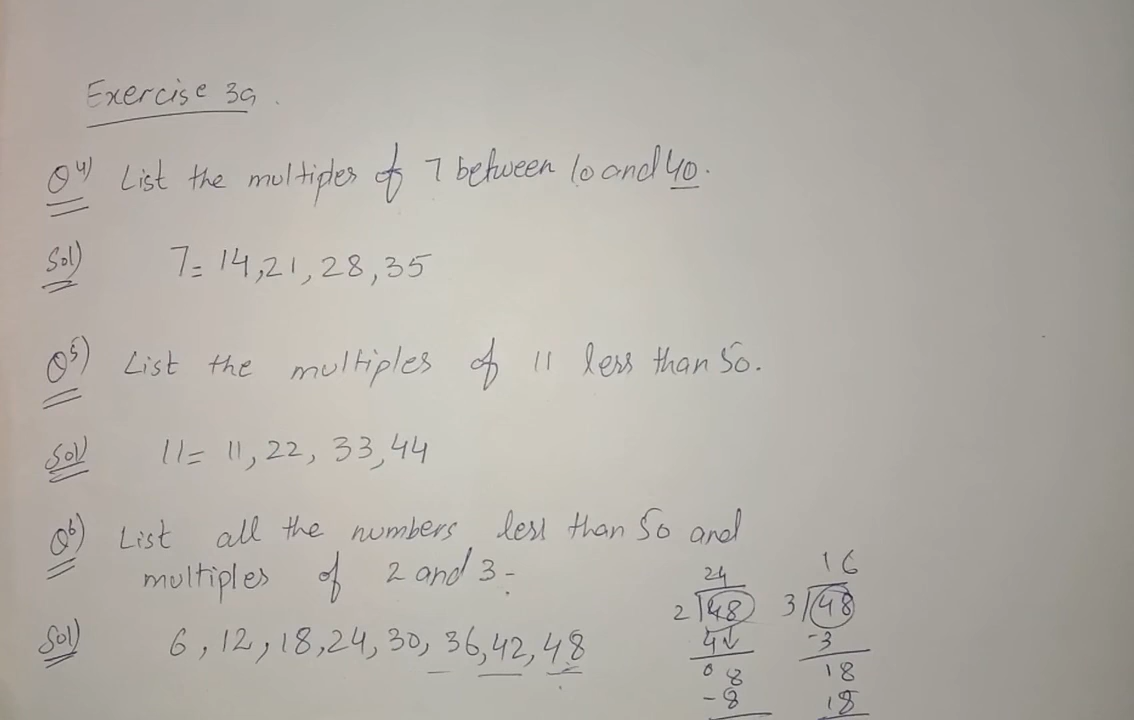 Exercise 3a.
Q4) List the multiples of 7 between 10 and 40.
Sol) 7= 14,21,28,35
Q5) List the multiples of 11 less than 50.
Sol) 11= 11,22, 33,44
Q6) List all the numbers less than 50 and
multiples of 2 and 3-
Sol) 6, 12, 18,24, 30, 36,42,48
24
2 48
4↓
08
-8
16
3 48
-3
18
18